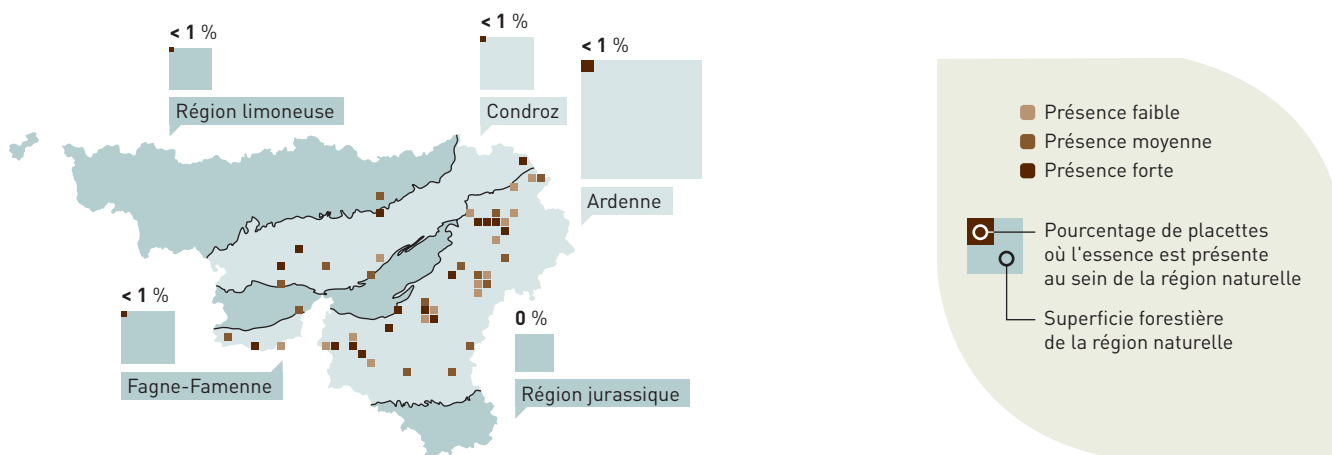 < 1 %
Région limoneuse
< 1 %
Condroz
< 1 %
Ardenne
< 1 %
Fagne-Famenne
0 %
Région jurassique
Présence faible
Présence moyenne
Présence forte
Pourcentage de placettes
où l'essence est présente
au sein de la région naturelle
Superficie forestière
de la région naturelle